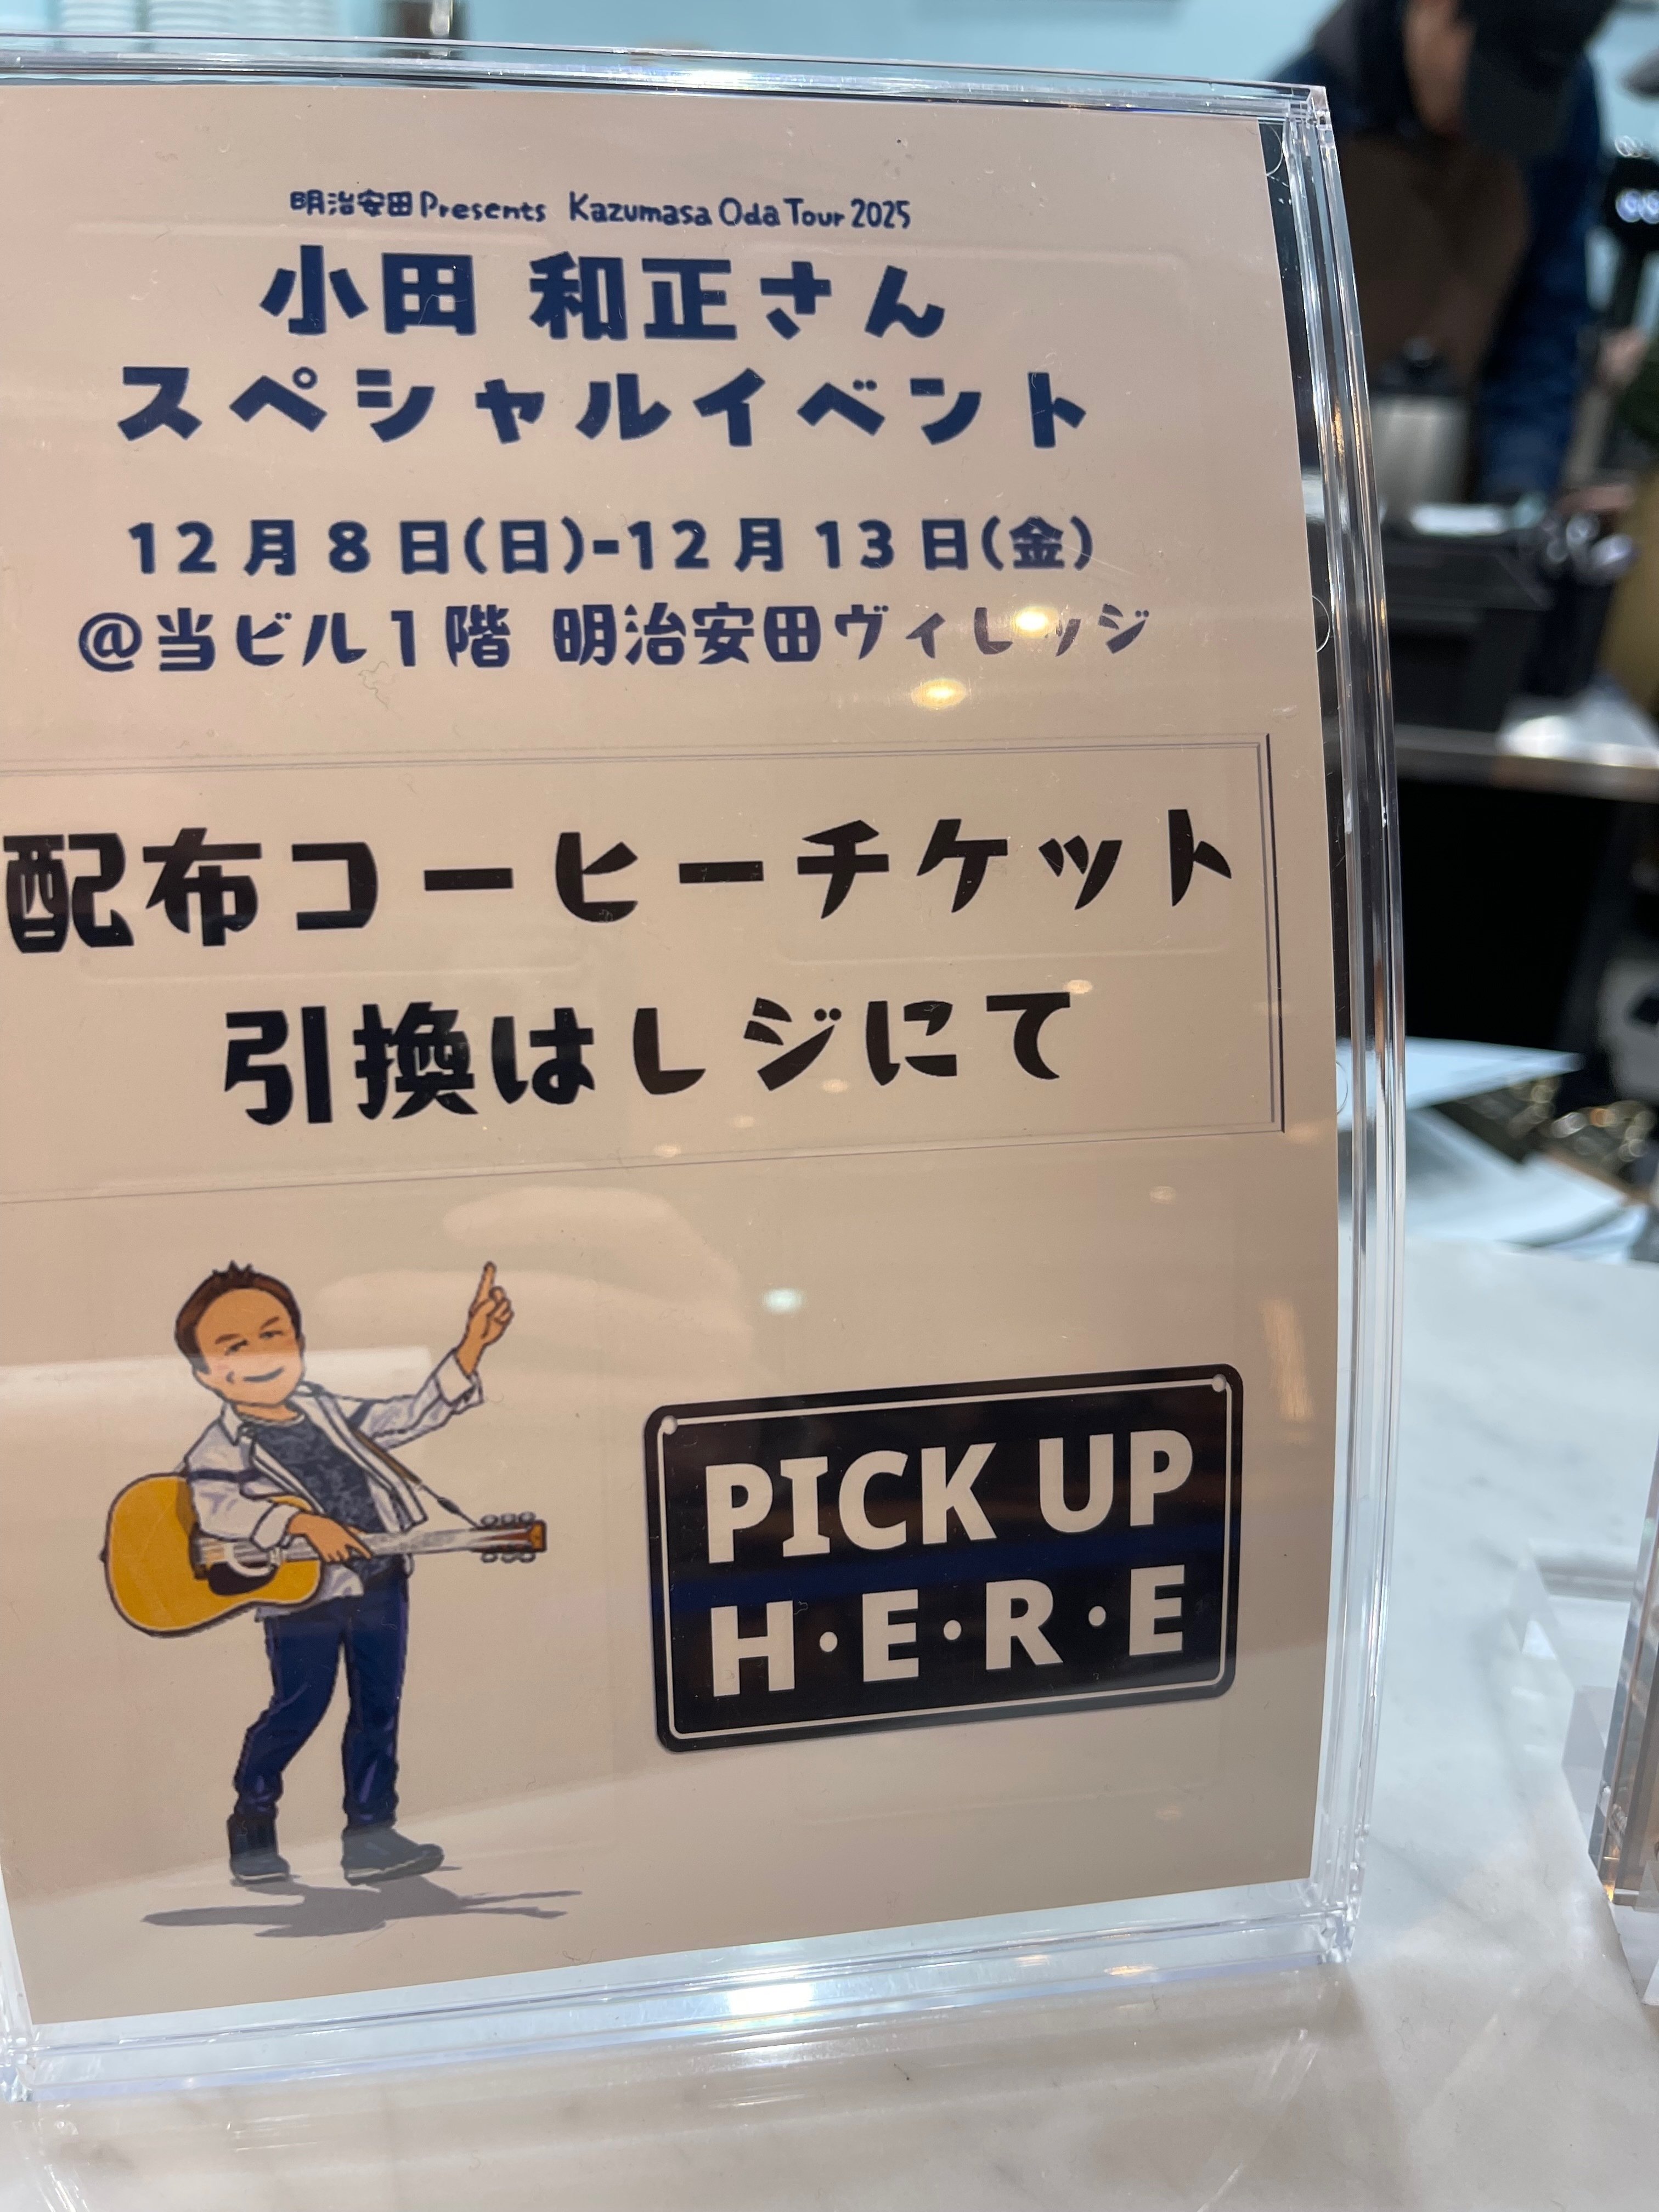 明治安田 Presents Kazumasa Oda Tour 2025
小田 和正さん
スペシャルイベント
12月8日(日)-12月13日(金)
@当ビル1階 明治安田ヴィレッジ
配布コーヒーチケット
引換はレジにて
PICK UP
H・E・R・E